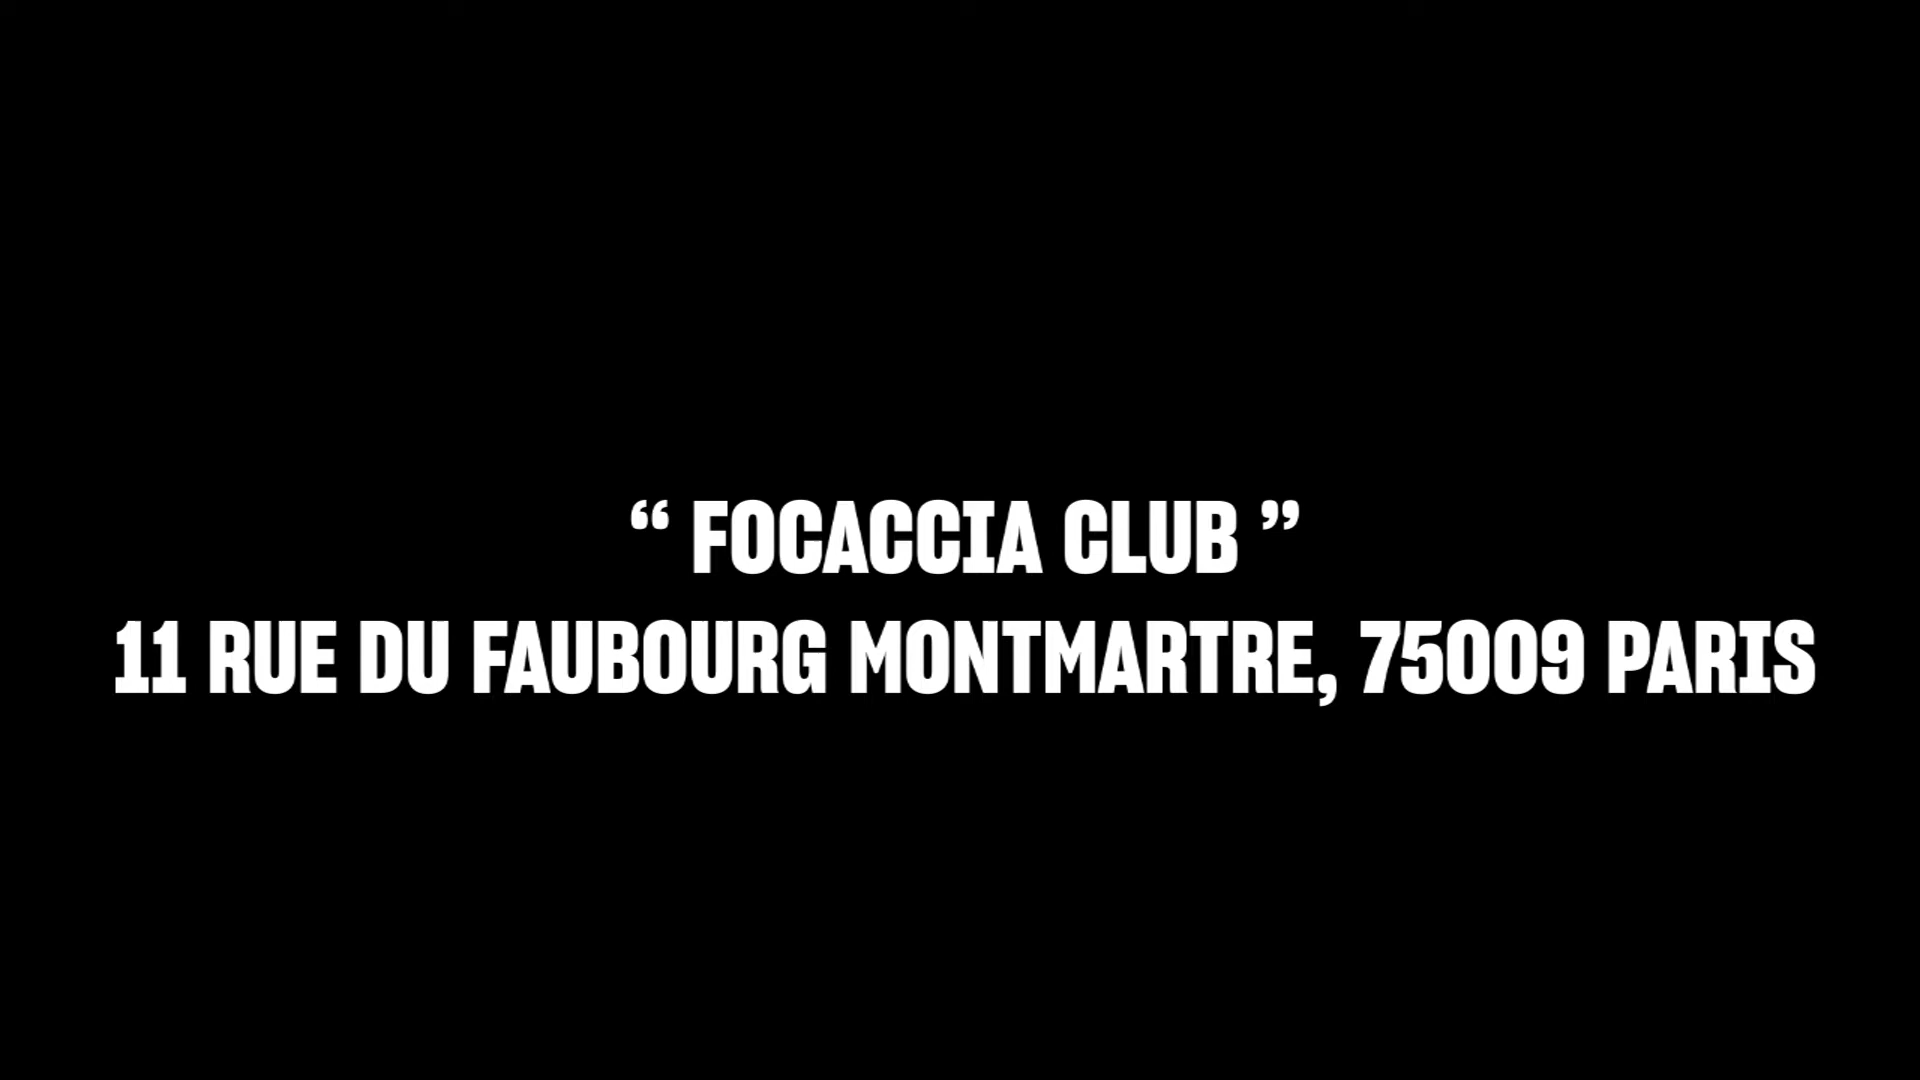 “ FOCACCIA CLUB ”
11 RUE DU FAUBOURG MONTMARTRE, 75009 PARIS